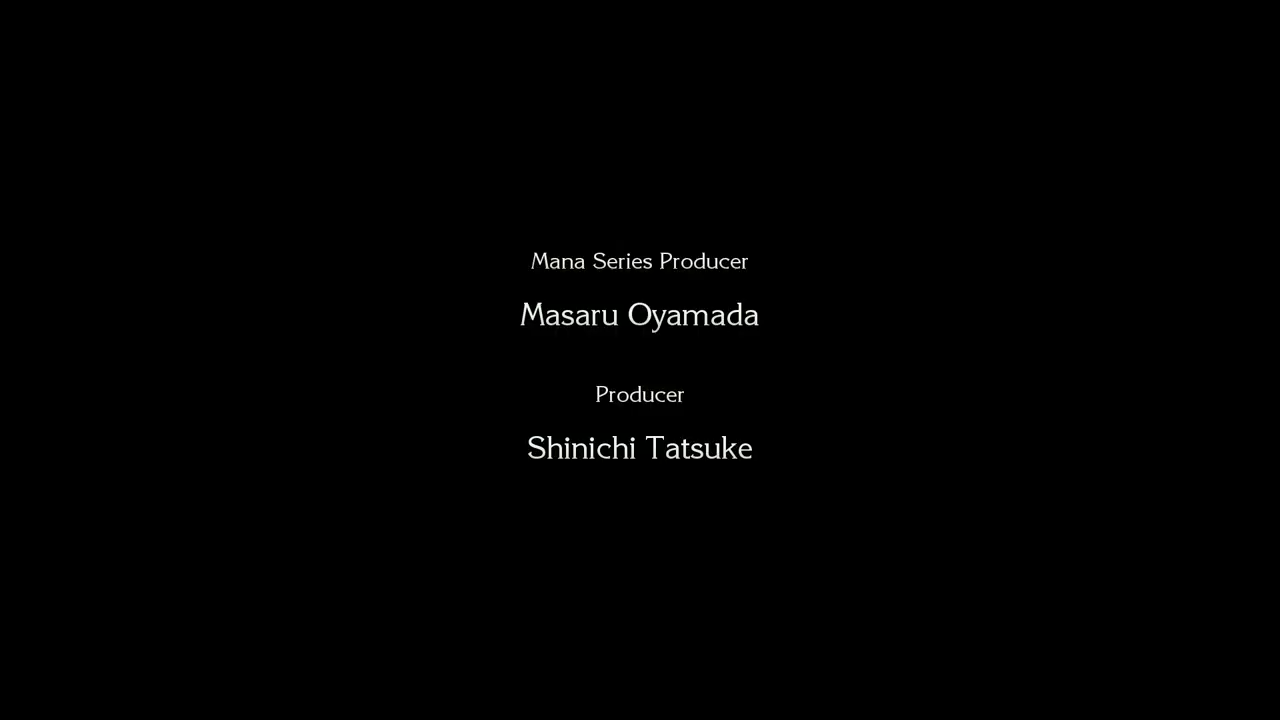 Mana Series Producer
Masaru Oyamada
Producer
Shinichi Tatsuke